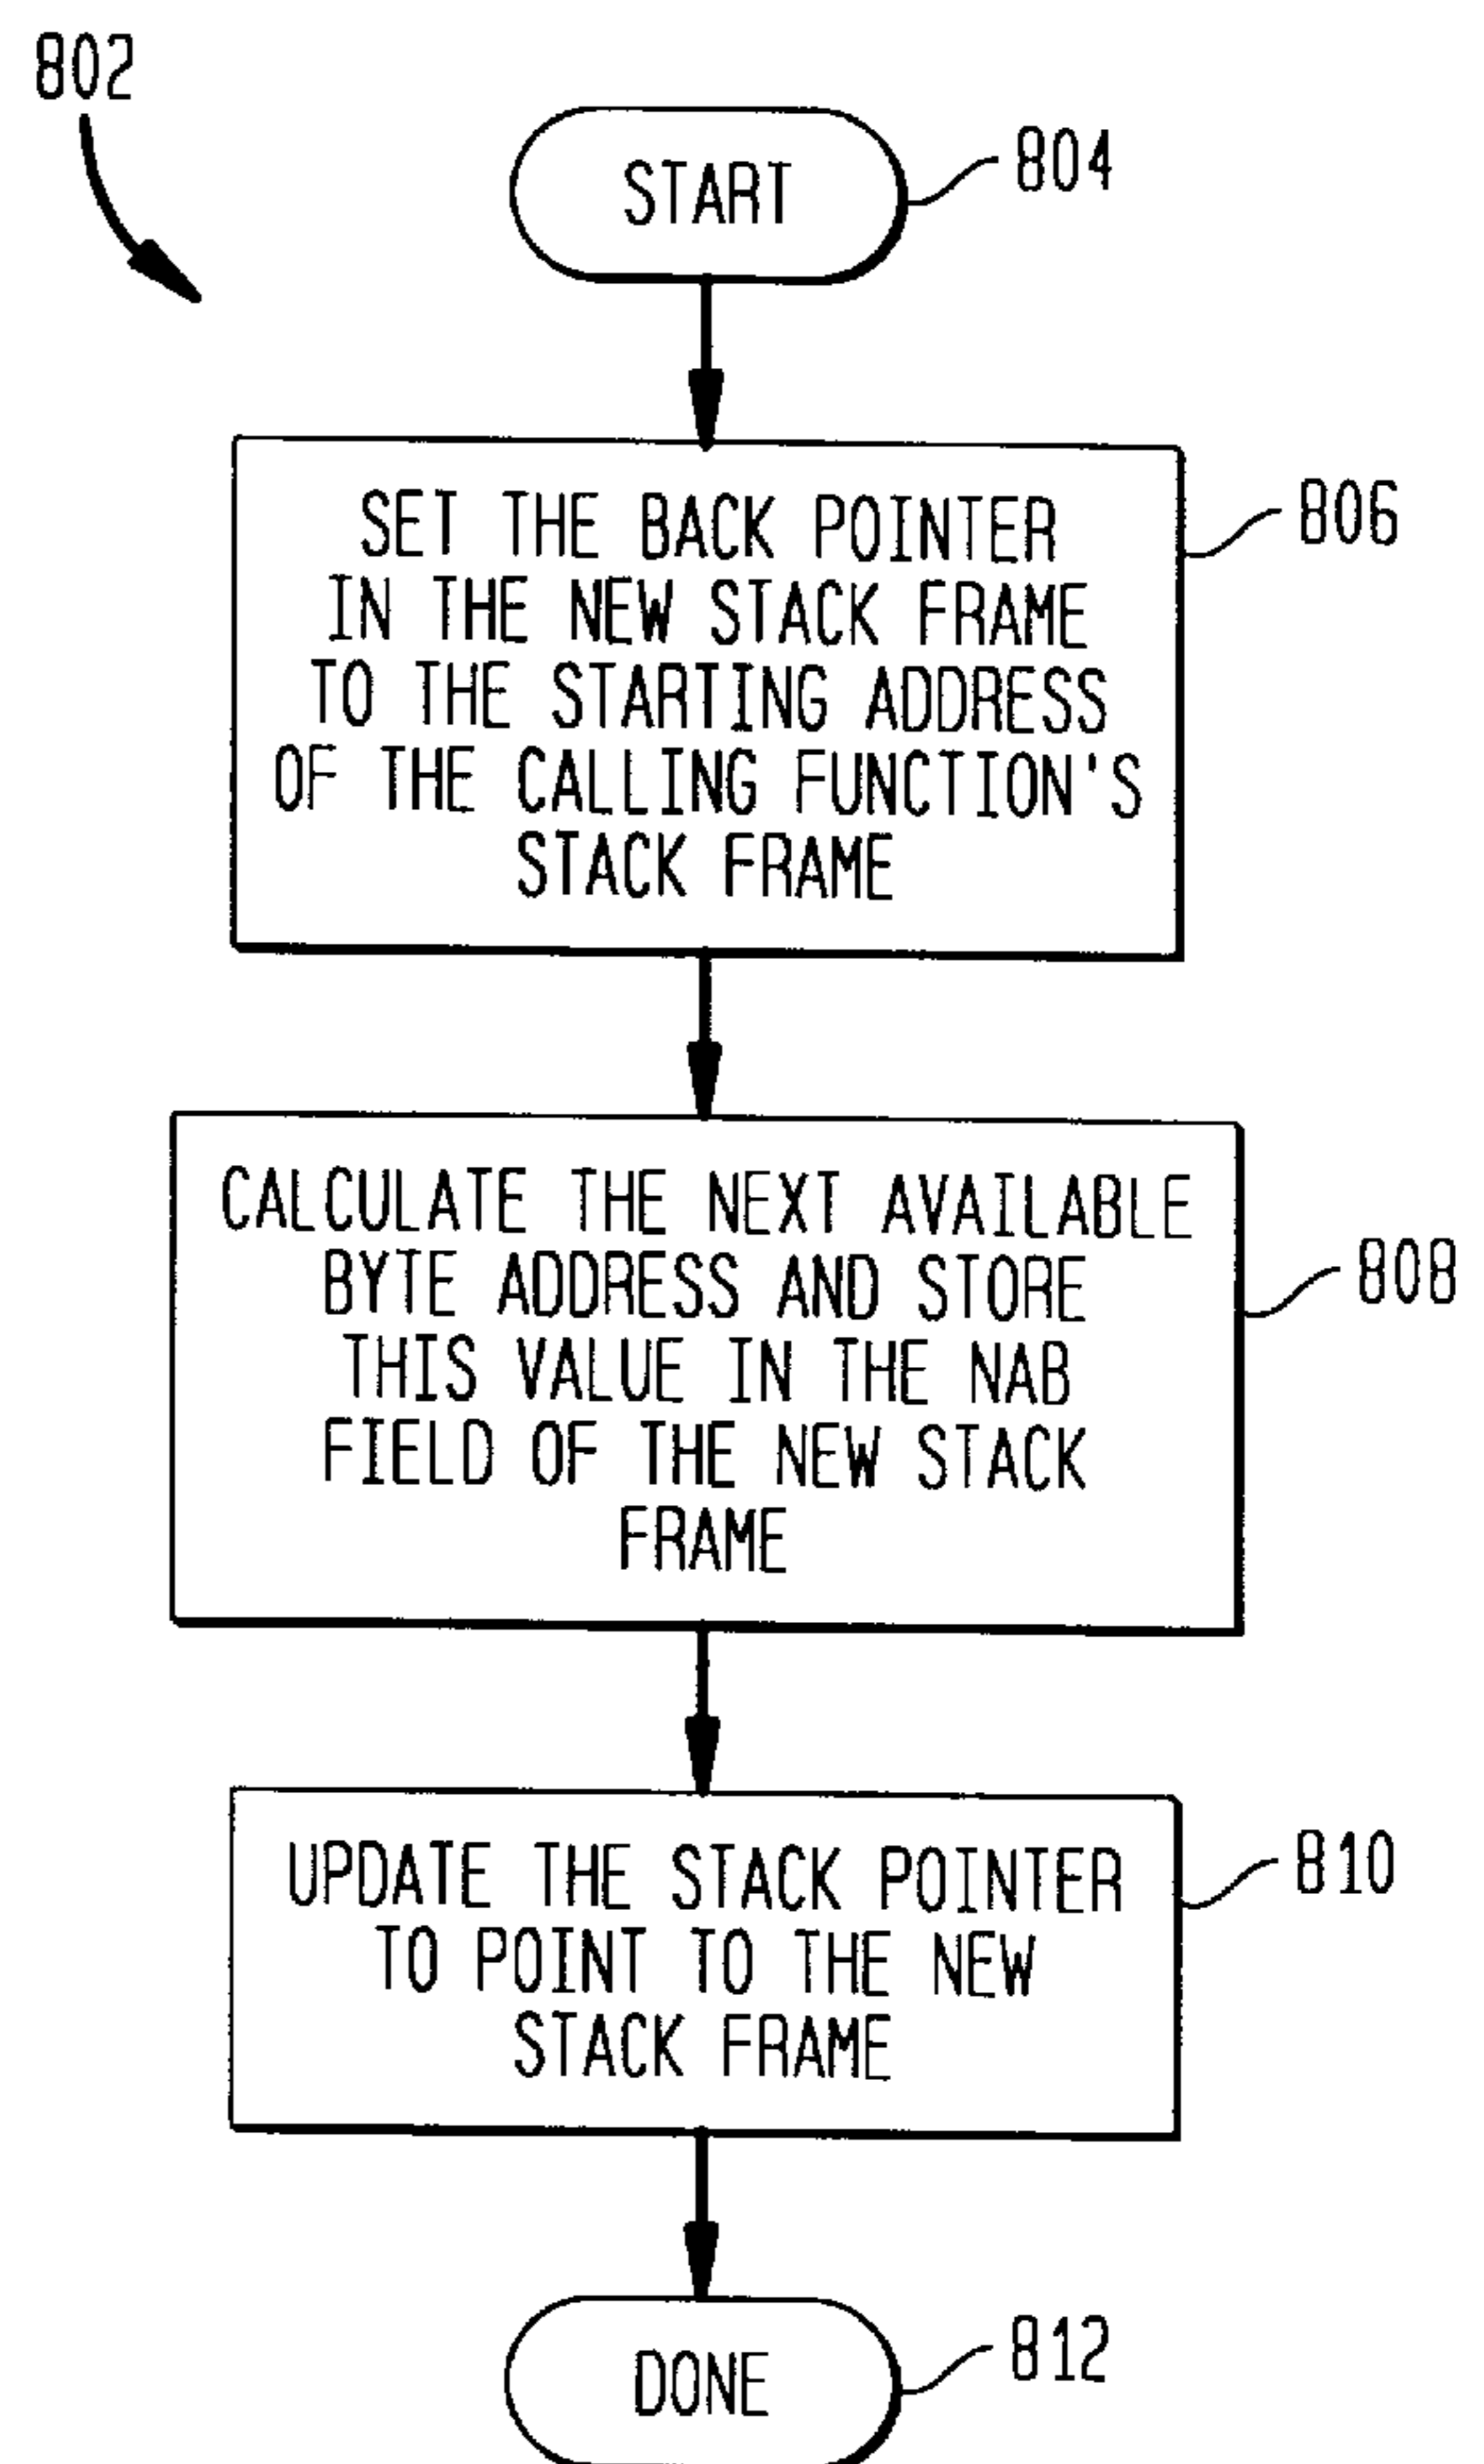 802
START
804
SET THE BACK POINTER
IN THE NEW STACK FRAME
TO THE STARTING ADDRESS
OF THE CALLING FUNCTION'S
STACK FRAME
806
CALCULATE THE NEXT AVAILABLE
BYTE ADDRESS AND STORE
THIS VALUE IN THE NAB
FIELD OF THE NEW STACK
FRAME
808
UPDATE THE STACK POINTER
TO POINT TO THE NEW
STACK FRAME
810
DONE
812